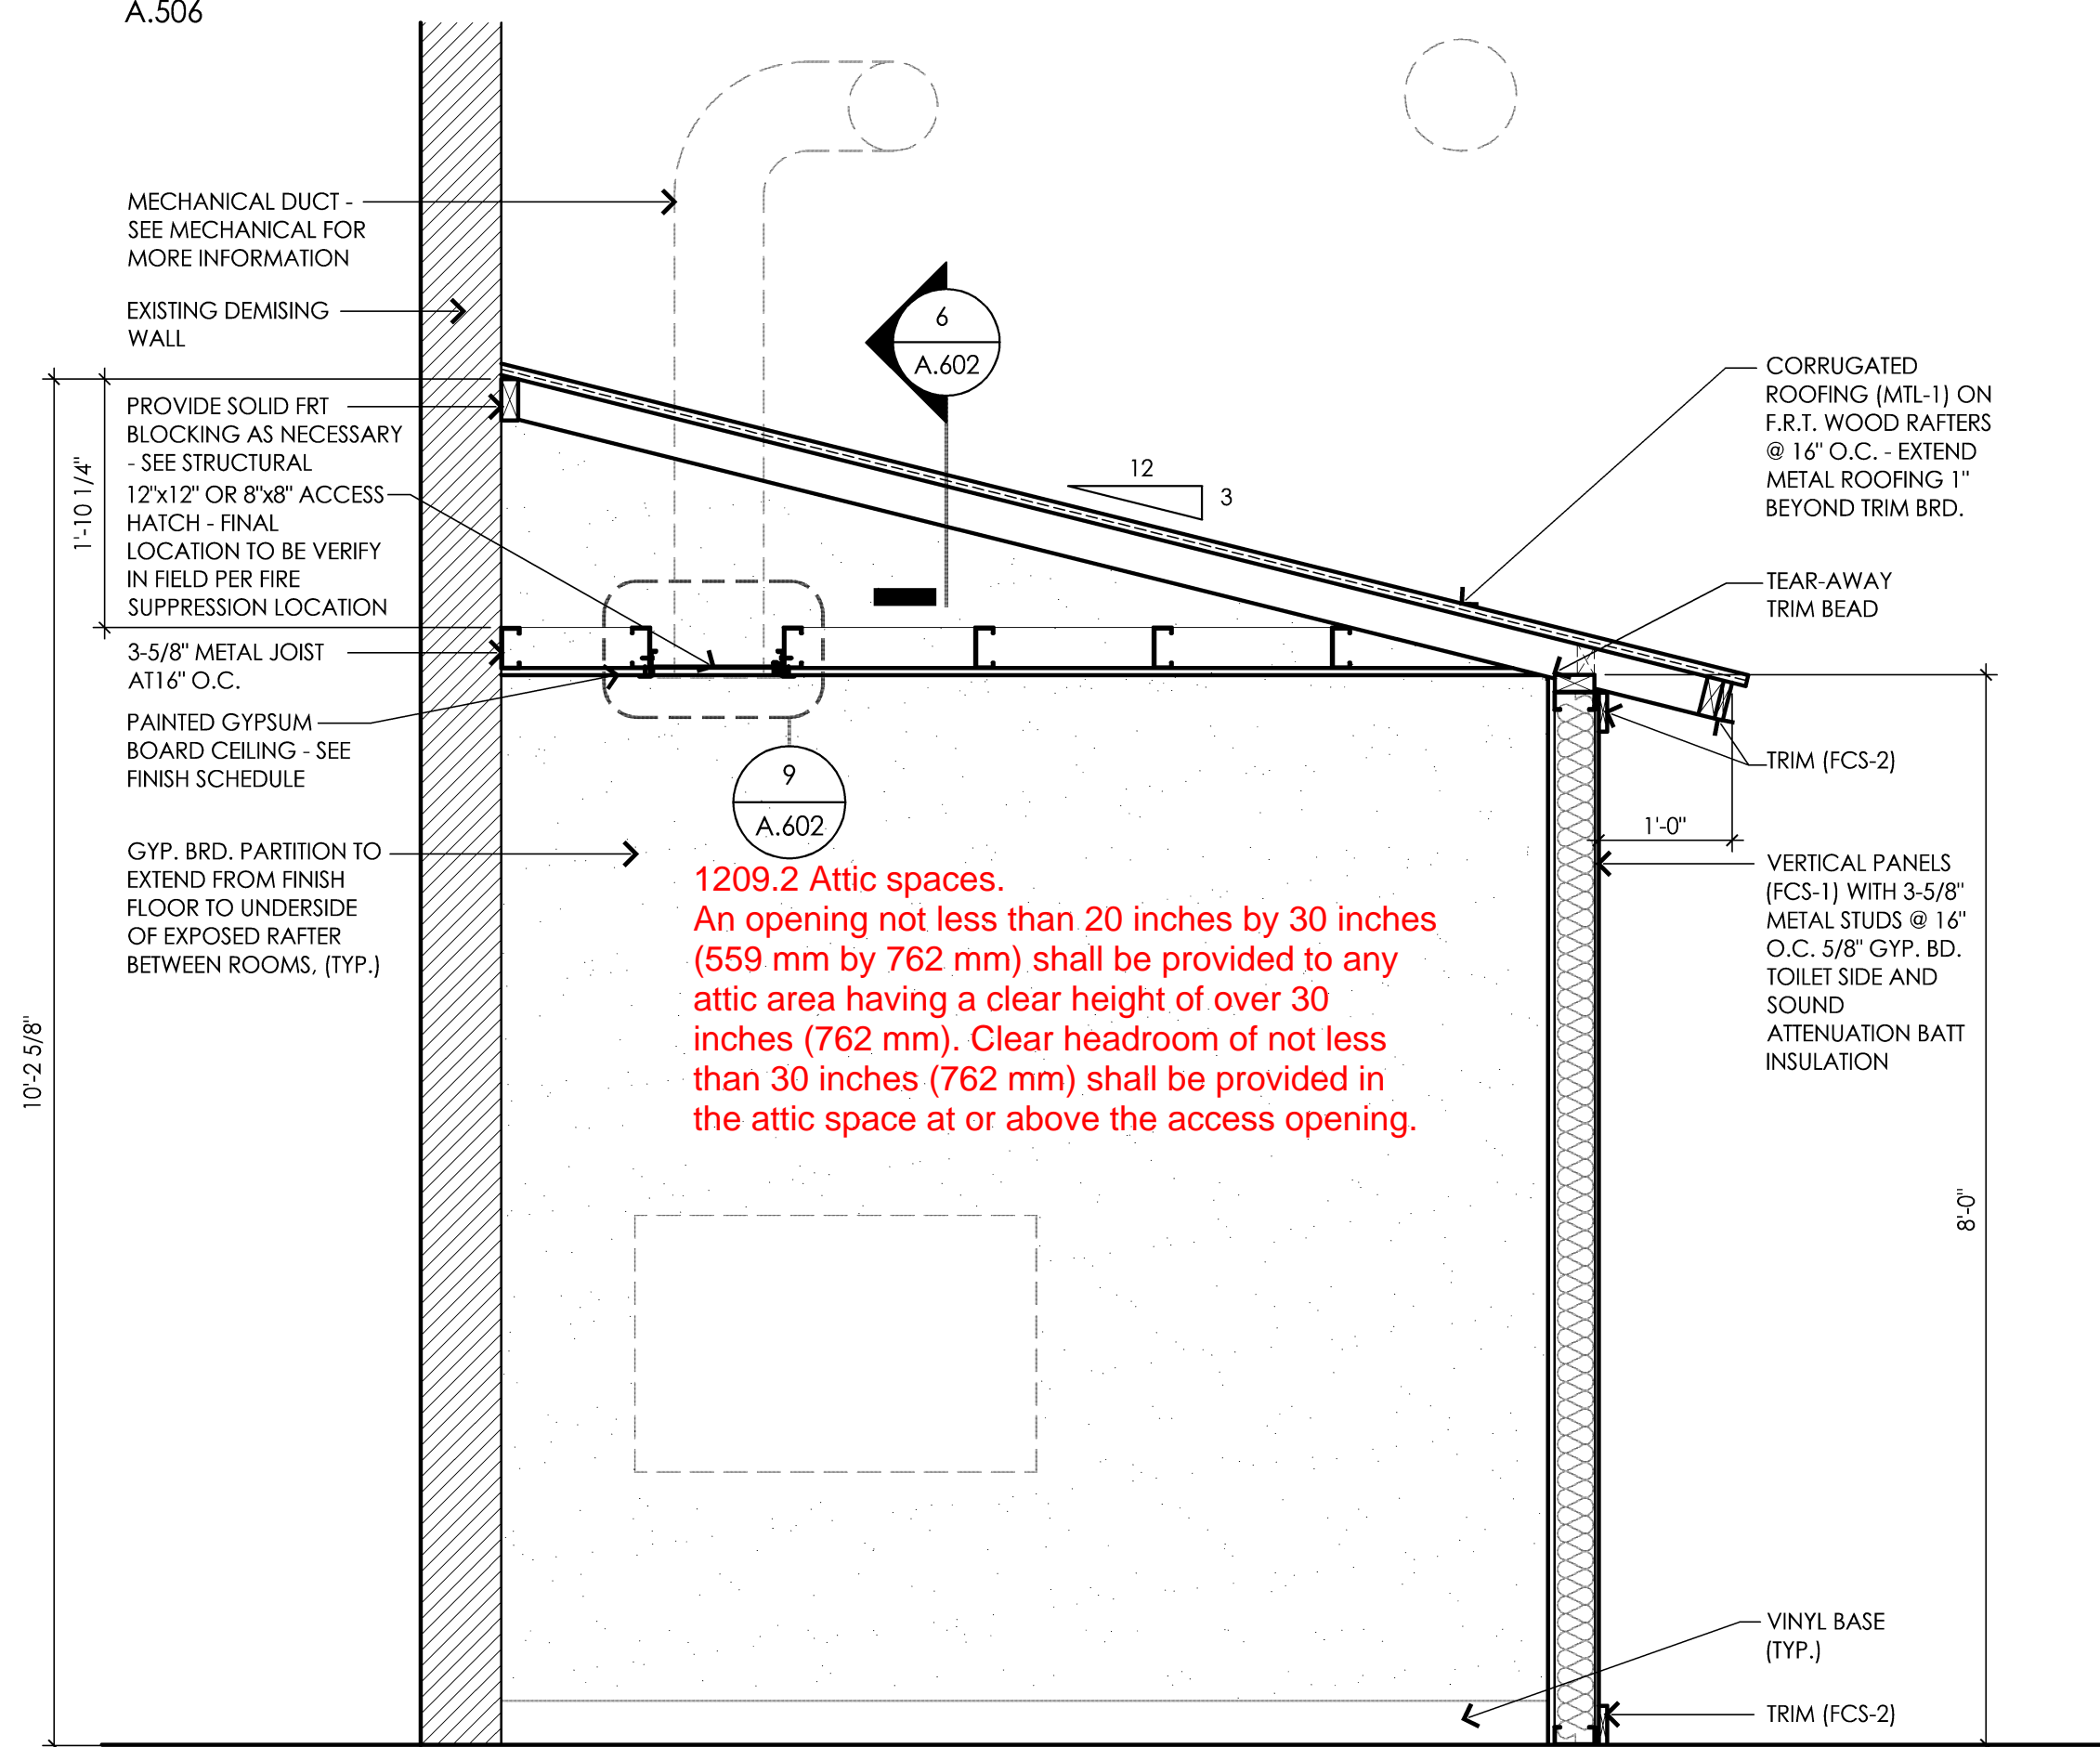 A.506
MECHANICAL DUCT -
SEE MECHANICAL FOR
MORE INFORMATION
EXISTING DEMISING
WALL
PROVIDE SOLID FRT
BLOCKING AS NECESSARY
- SEE STRUCTURAL
12"x12" OR 8"x8" ACCESS
HATCH - FINAL
LOCATION TO BE VERIFY
IN FIELD PER FIRE
SUPPRESSION LOCATION
3-5/8" METAL JOIST
AT16" O.C.
PAINTED GYPSUM
BOARD CEILING - SEE
FINISH SCHEDULE
GYP. BRD. PARTITION TO
EXTEND FROM FINISH
FLOOR TO UNDERSIDE
OF EXPOSED RAFTER
BETWEEN ROOMS, (TYP.)
1'-10 1/4"
10'-2 5/8"
6
A.602
12
3
9
A.602
1209.2 Attic spaces.
An opening not less than 20 inches by 30 inches
(559 mm by 762 mm) shall be provided to any
attic area having a clear height of over 30
inches (762 mm). Clear headroom of not less
than 30 inches (762 mm) shall be provided in
the attic space at or above the access opening.
CORRUGATED
ROOFING (MTL-1) ON
F.R.T. WOOD RAFTERS
@ 16" O.C. - EXTEND
METAL ROOFING 1"
BEYOND TRIM BRD.
TEAR-AWAY
TRIM BEAD
TRIM (FCS-2)
1'-0"
VERTICAL PANELS
(FCS-1) WITH 3-5/8"
METAL STUDS @ 16"
O.C. 5/8" GYP. BD.
TOILET SIDE AND
SOUND
ATTENUATION BATT
INSULATION
8'-0"
VINYL BASE
(TYP.)
TRIM (FCS-2)